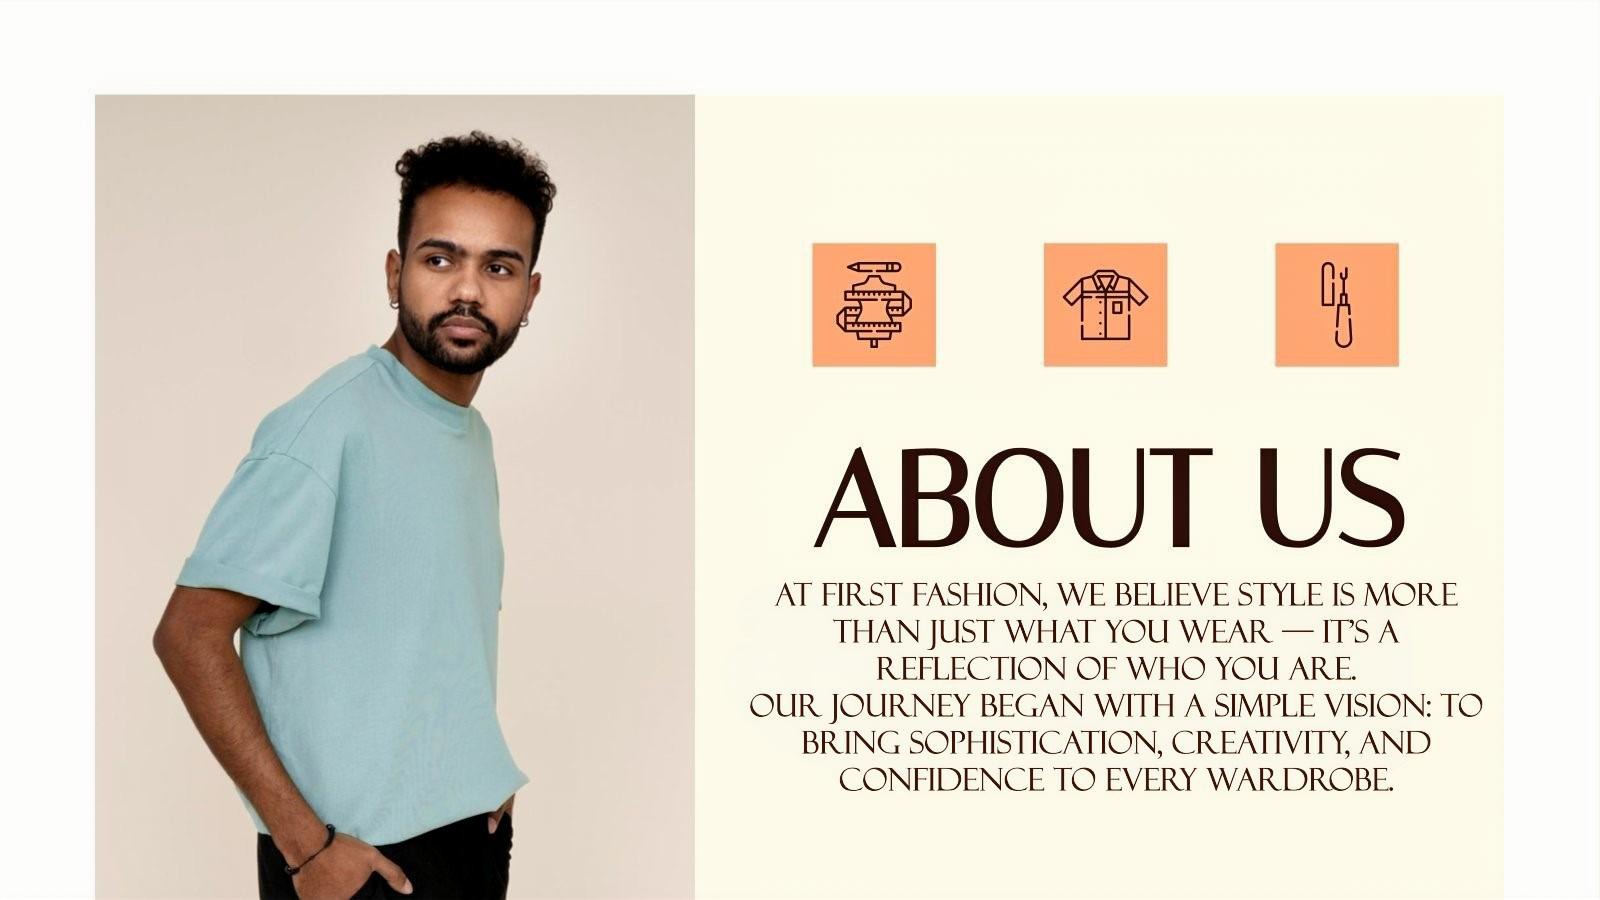 ABOUT US
AT FIRST FASHION, WE BELIEVE STYLE IS MORE
THAN JUST WHAT YOU WEAR — IT'S A
REFLECTION OF WHO YOU ARE.
OUR JOURNEY BEGAN WITH A SIMPLE VISION: TO
BRING SOPHISTICATION, CREATIVITY, AND
CONFIDENCE TO EVERY WARDROBE.